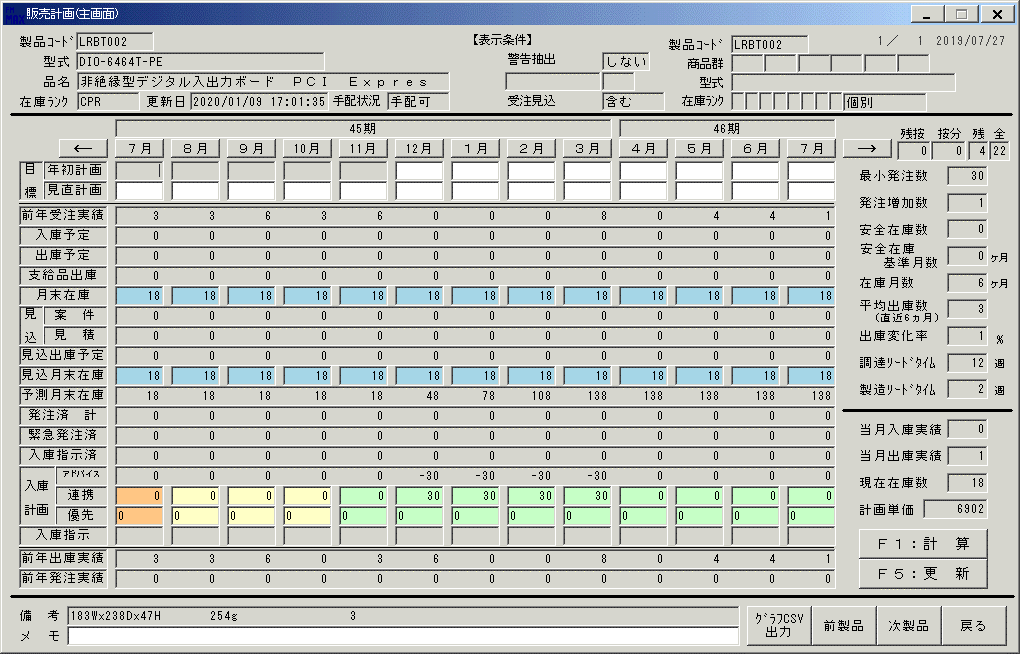 販売計画(主画面)
製品コード LRBT002 【表示条件】 製品コード LRBT002 1／ 1 2019/07/27
型式 DIO-6464T-PE 警告抽出 しない 商品群
品名 非絶縁型デジタル入出力ボード ＰＣＩ Ｅｘｐｒｅｓ 型式
在庫ランク CPR 更新日 2020/01/09 17:01:35 手配状況 手配可 受注見込 含む 在庫ランク 個別
45期 46期
← 7月 8月 9月 10月 11月 12月 1月 2月 3月 4月 5月 6月 7月 →
目標 年初計画
見直計画
前年受注実績 3 3 6 3 6 0 0 0 8 0 4 4 1
入庫予定 0 0 0 0 0 0 0 0 0 0 0 0 0
出庫予定 0 0 0 0 0 0 0 0 0 0 0 0 0
支給品出庫 0 0 0 0 0 0 0 0 0 0 0 0 0
月末在庫 18 18 18 18 18 18 18 18 18 18 18 18 18
見込 案件 0 0 0 0 0 0 0 0 0 0 0 0 0
見積 0 0 0 0 0 0 0 0 0 0 0 0 0
見込出庫予定 0 0 0 0 0 0 0 0 0 0 0 0 0
見込月末在庫 18 18 18 18 18 18 18 18 18 18 18 18 18
予測月末在庫 18 18 18 18 18 48 78 108 138 138 138 138 138
発注済 計 0 0 0 0 0 0 0 0 0 0 0 0 0
緊急発注済 0 0 0 0 0 0 0 0 0 0 0 0 0
入庫指示済 0 0 0 0 0 0 0 0 0 0 0 0 0
入庫計画 アドバイス 0 0 0 0 0 -30 -30 -30 -30 0 0 0 0
連携 0 0 0 0 0 30 30 30 30 0 0 0 0
優先 0 0 0 0 0 0 0 0 0 0 0 0 0
入庫指示
前年出庫実績 3 3 6 3 6 0 0 0 8 0 4 4 1
前年発注実績 0 0 0 0 0 0 0 0 0 0 0 0 0
残按 按分 残 全
0 0 4 22
最小発注数 30
発注増加数 1
安全在庫数 0
安全在庫
基準月数 0 ヶ月
在庫月数 6 ヶ月
平均出庫数 3
(直近6ヵ月)
出庫変化率 1 %
調達リードタイム 12 週
製造リードタイム 2 週
当月入庫実績 0
当月出庫実績 1
現在在庫数 18
計画単価 6902
Ｆ１：計 算
Ｆ５：更 新
備 考 183Wx238Dx47H 254g 3
メ モ
グラフCSV
出力
前製品
次製品
戻る